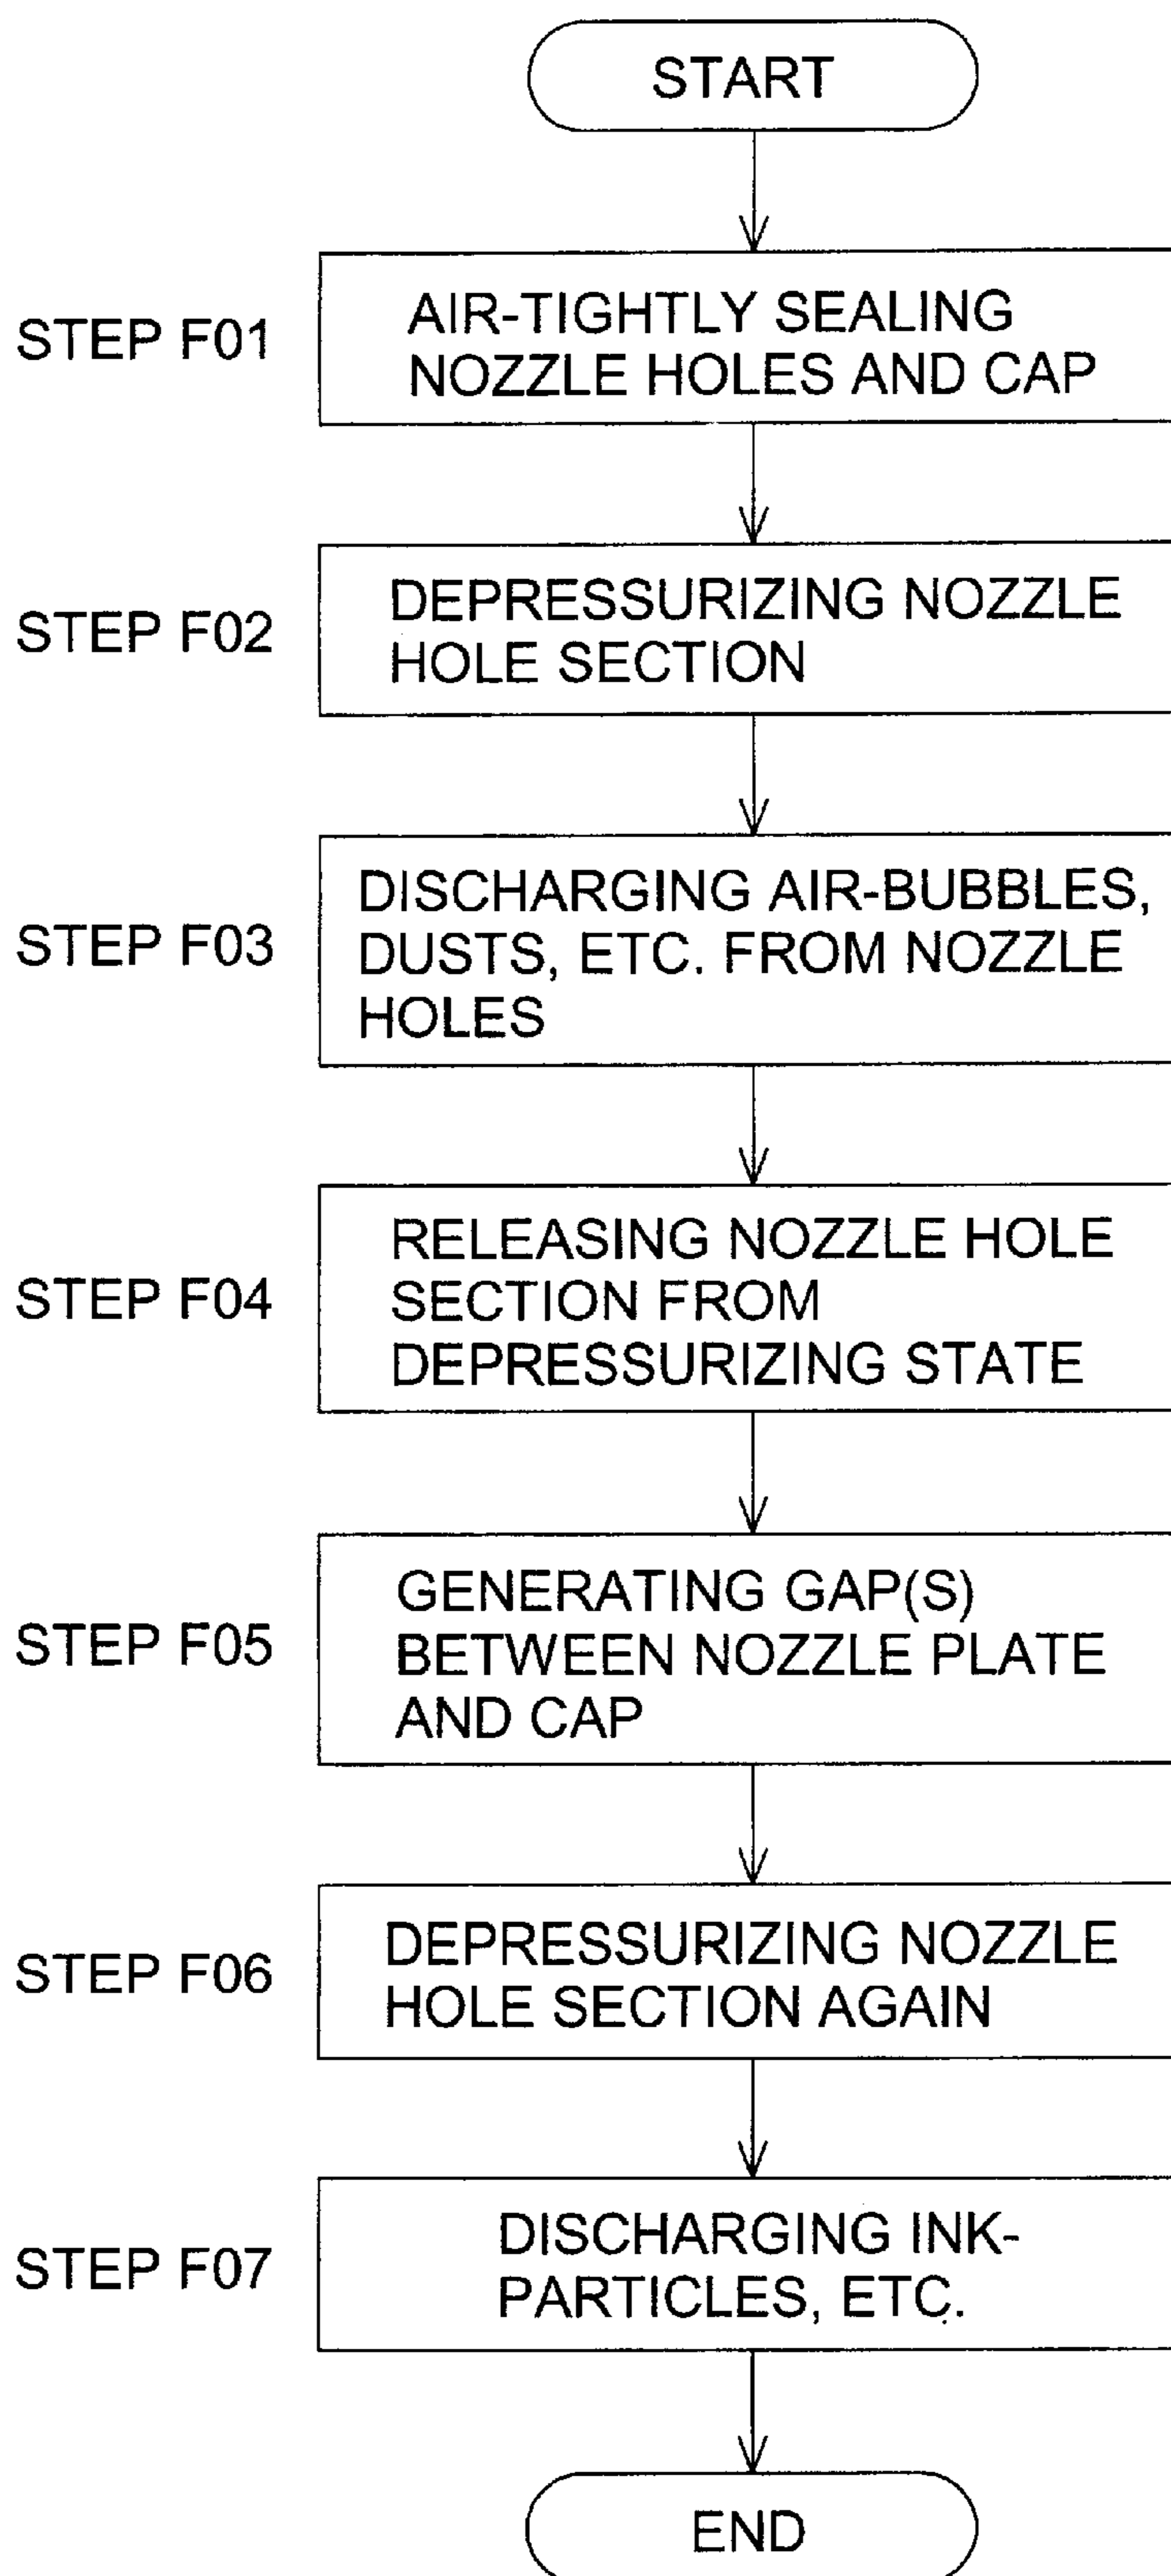 START
STEP F01
AIR-TIGHTLY SEALING
NOZZLE HOLES AND CAP
STEP F02
DEPRESSURIZING NOZZLE
HOLE SECTION
STEP F03
DISCHARGING AIR-BUBBLES,
DUSTS, ETC. FROM NOZZLE
HOLES
STEP F04
RELEASING NOZZLE HOLE
SECTION FROM
DEPRESSURIZING STATE
STEP F05
GENERATING GAP(S)
BETWEEN NOZZLE PLATE
AND CAP
STEP F06
DEPRESSURIZING NOZZLE
HOLE SECTION AGAIN
STEP F07
DISCHARGING INK-
PARTICLES, ETC.
END